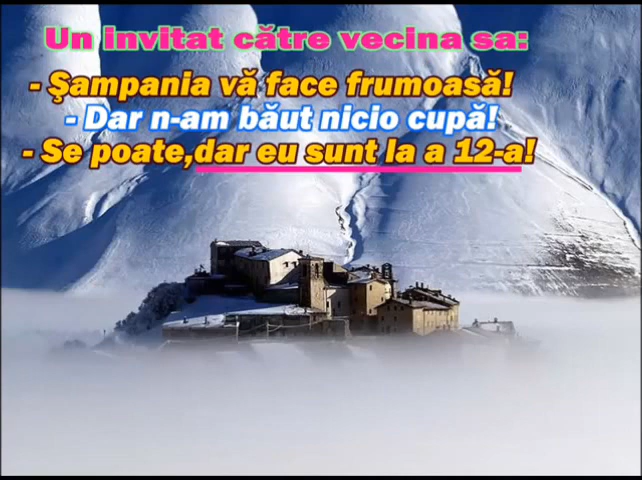 Un invitat către vecina sa:
- Şampania vă face frumoasă!
- Dar n-am băut nicio cupă!
- Se poate,dar eu sunt la a 12-a!